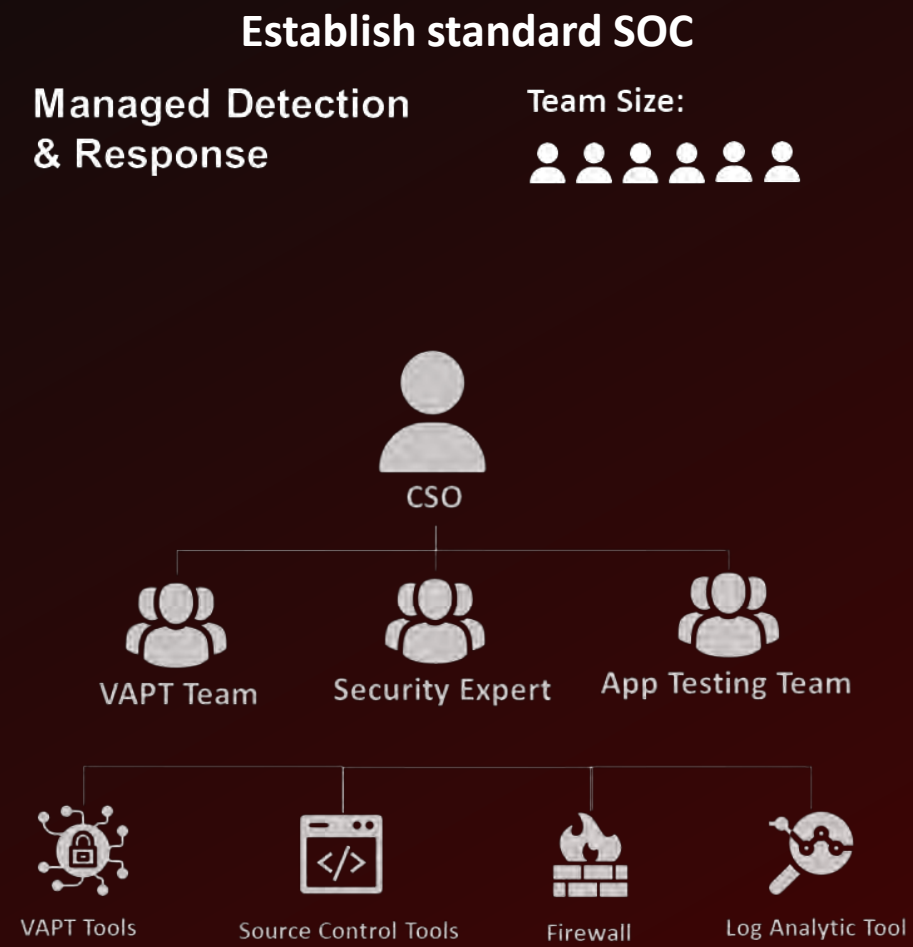 Establish standard SOC
Managed Detection
& Response
Team Size:
CSO
VAPT Team
Security Expert
App Testing Team
</>
VAPT Tools
Source Control Tools
Firewall
Log Analytic Tool